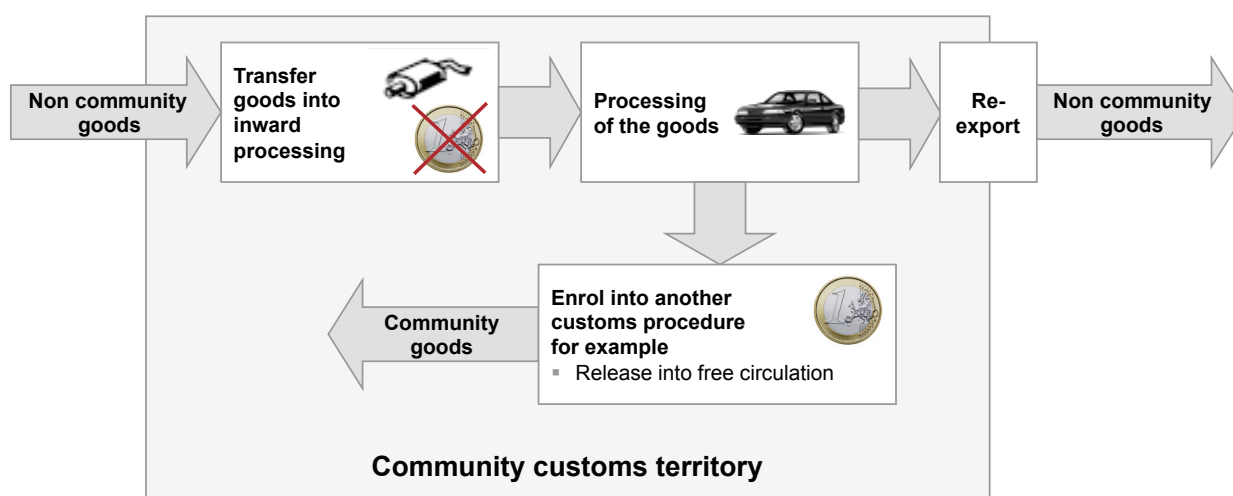 Non community
goods
Transfer
goods into
inward
processing
Processing
of the goods
Re-
export
Non community
goods
Enrol into another
customs procedure
for example
▪ Release into free circulation
Community
goods
Community customs territory